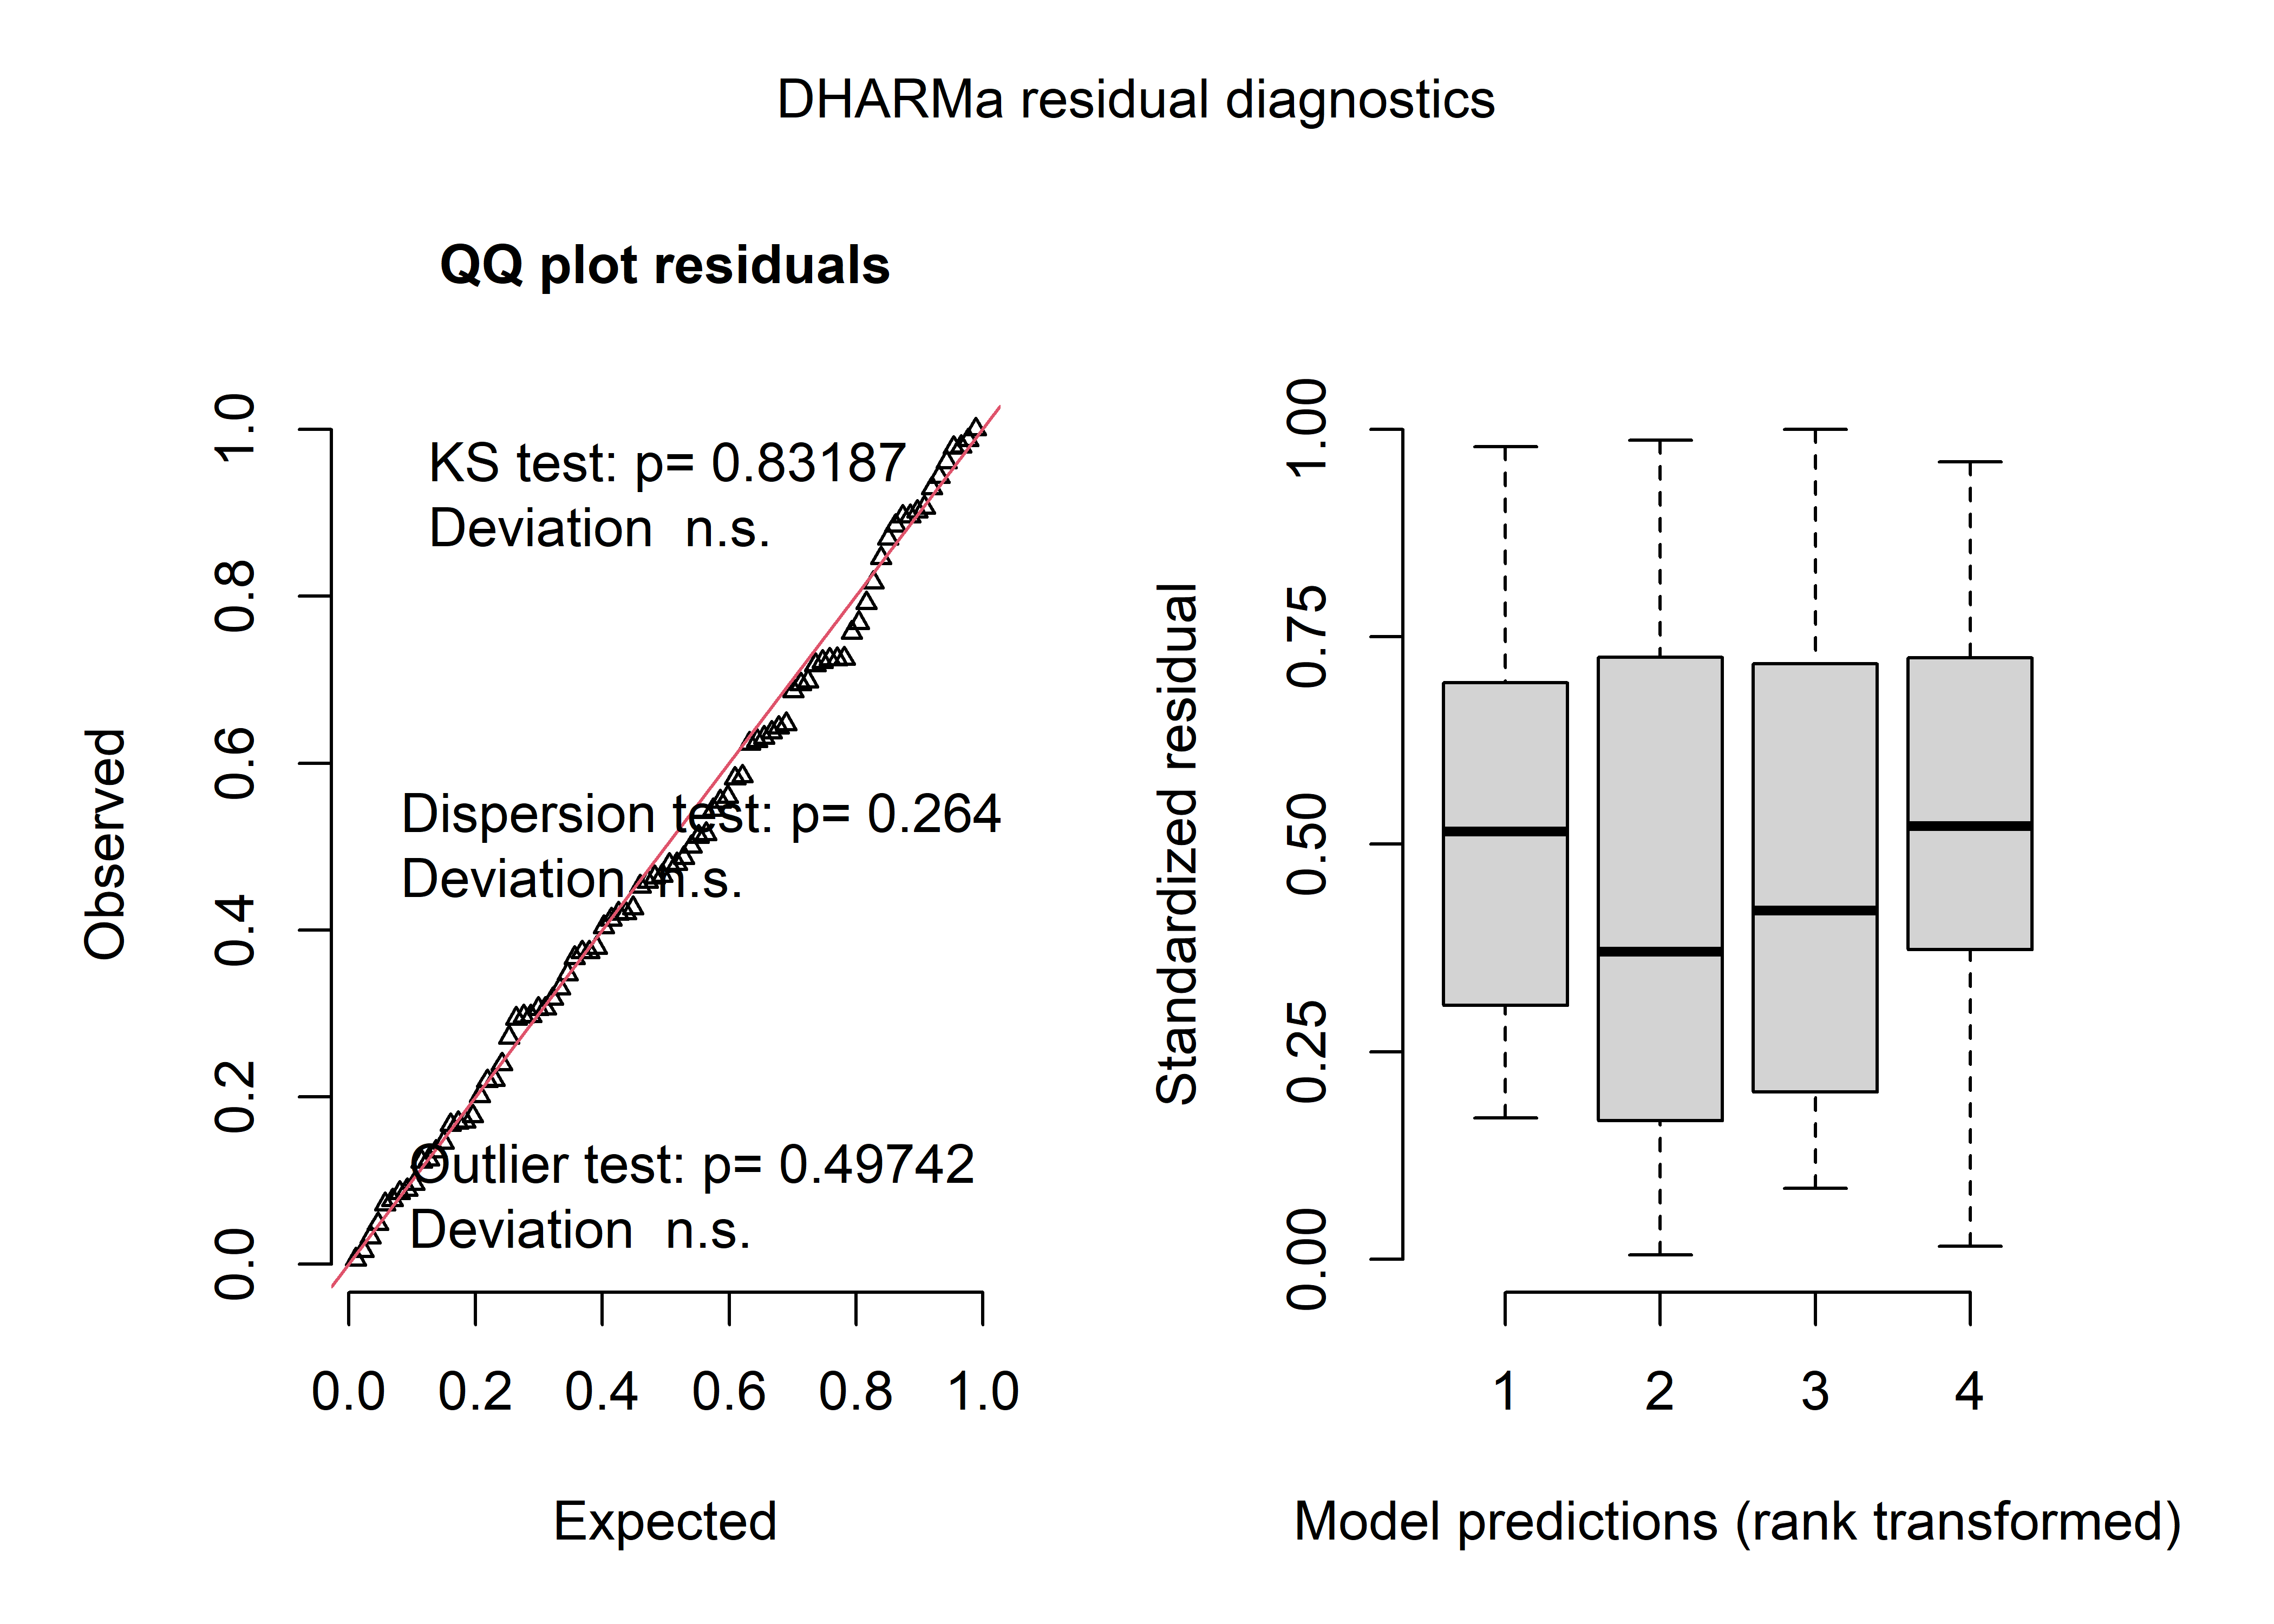 DHARMa residual diagnostics
QQ plot residuals
KS test: p= 0.83187
Deviation  n.s.
Dispersion test: p= 0.264
Deviation  n.s.
Outlier test: p= 0.49742
Deviation  n.s.
Observed
0.0 0.2 0.4 0.6 0.8 1.0
0.0 0.2 0.4 0.6 0.8 1.0
Expected
Standardized residual
0.00 0.25 0.50 0.75 1.00
1 2 3 4
Model predictions (rank transformed)